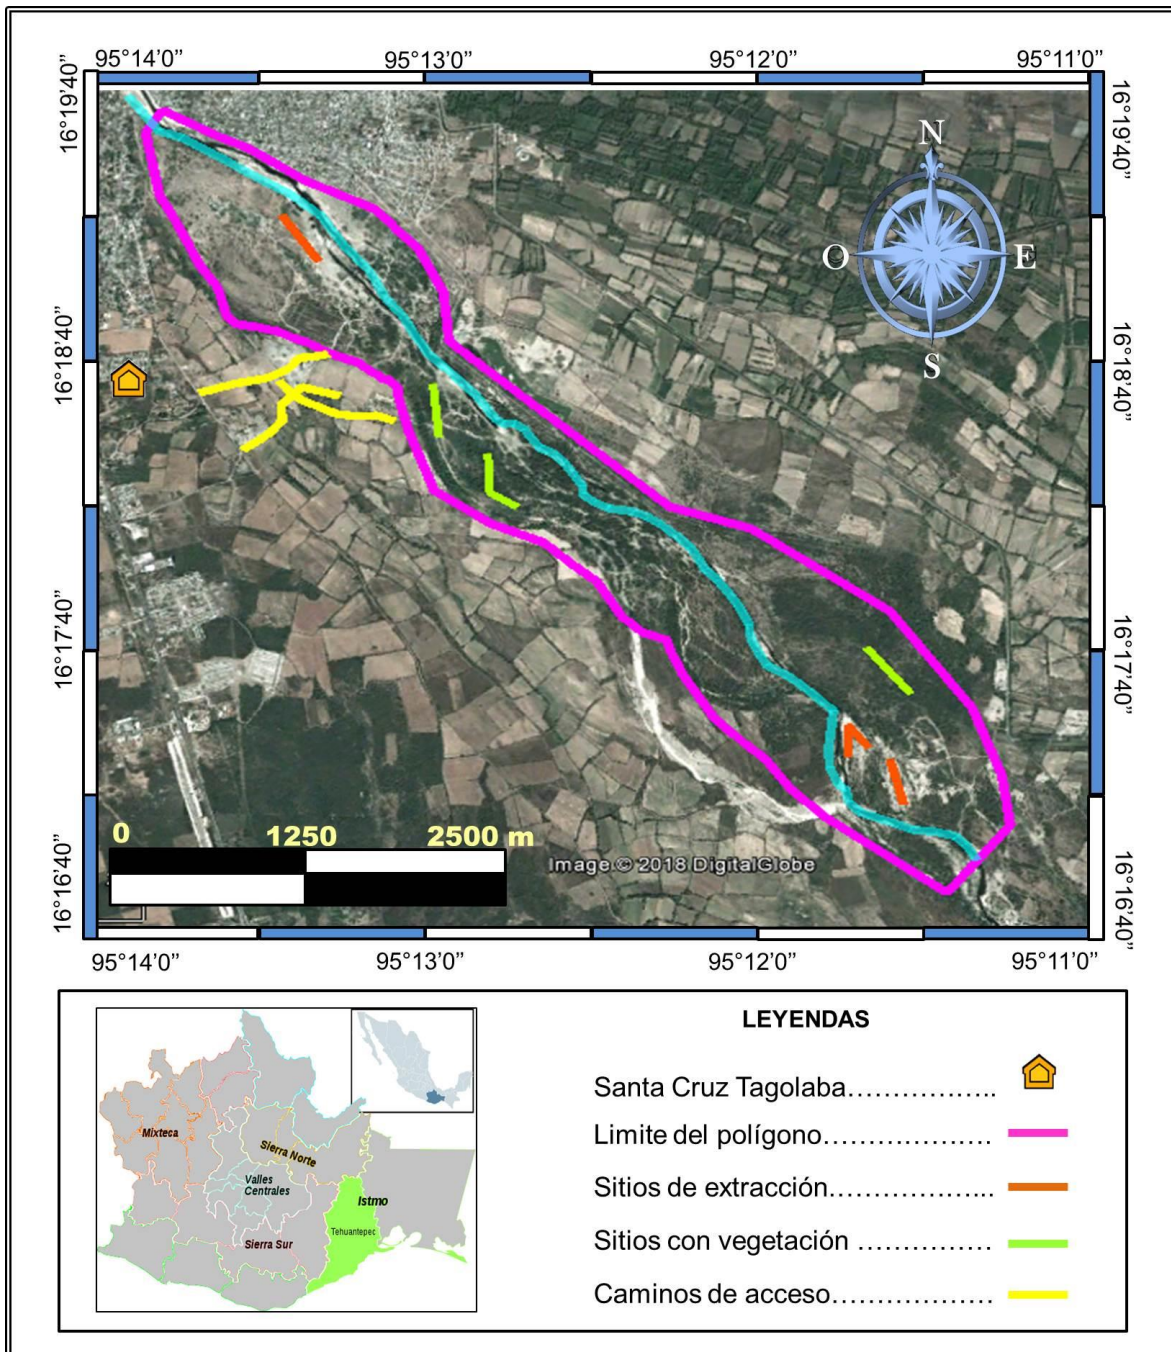 95°14’0” 95°13’0” 95°12’0” 95°11’0”
16°19’40” 16°19’40”
N
O E
S
16°18’40” 16°18’40”
16°17’40” 16°17’40”
0 1250 2500 m
Image © 2018 DigitalGlobe
16°16’40” 16°16’40”
95°14’0” 95°13’0” 95°12’0” 95°11’0”
LEYENDAS
Santa Cruz Tagolaba……………..
Limite del polígono…………………
Sitios de extracción………………...
Sitios con vegetación ……………
Caminos de acceso…………………
Mixteca
Sierra Norte
Valles
Centrales
Istmo
Tehuantepec
Sierra Sur